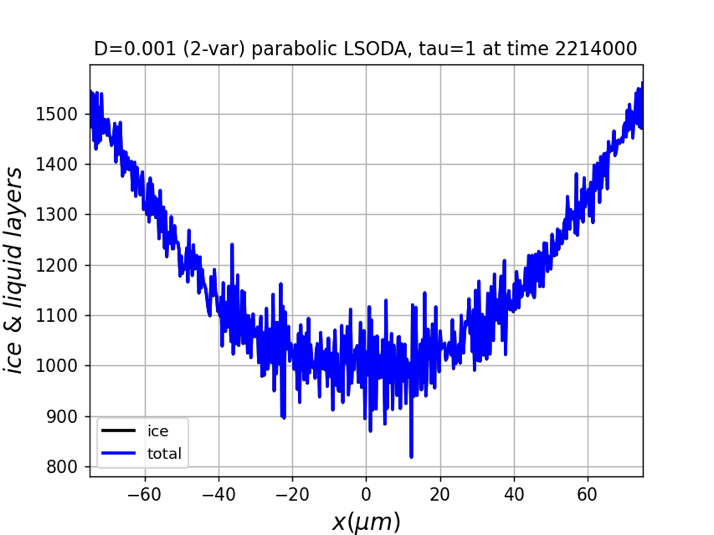 D=0.001 (2-var) parabolic LSODA, tau=1 at time 2214000
ice & liquid layers
1500
1400
1300
1200
1100
1000
900
800
ice
total
−60 −40 −20 0 20 40 60
x(μm)